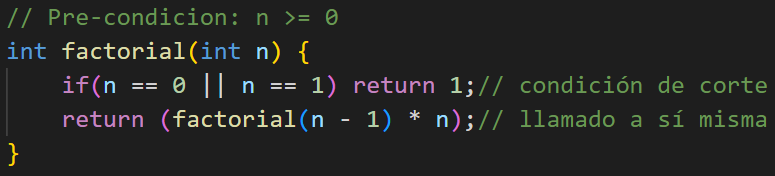 // Pre-condicion: n >= 0
int factorial(int n) {
    if(n == 0 || n == 1) return 1;// condición de corte
    return (factorial(n - 1) * n);// llamado a sí misma
}